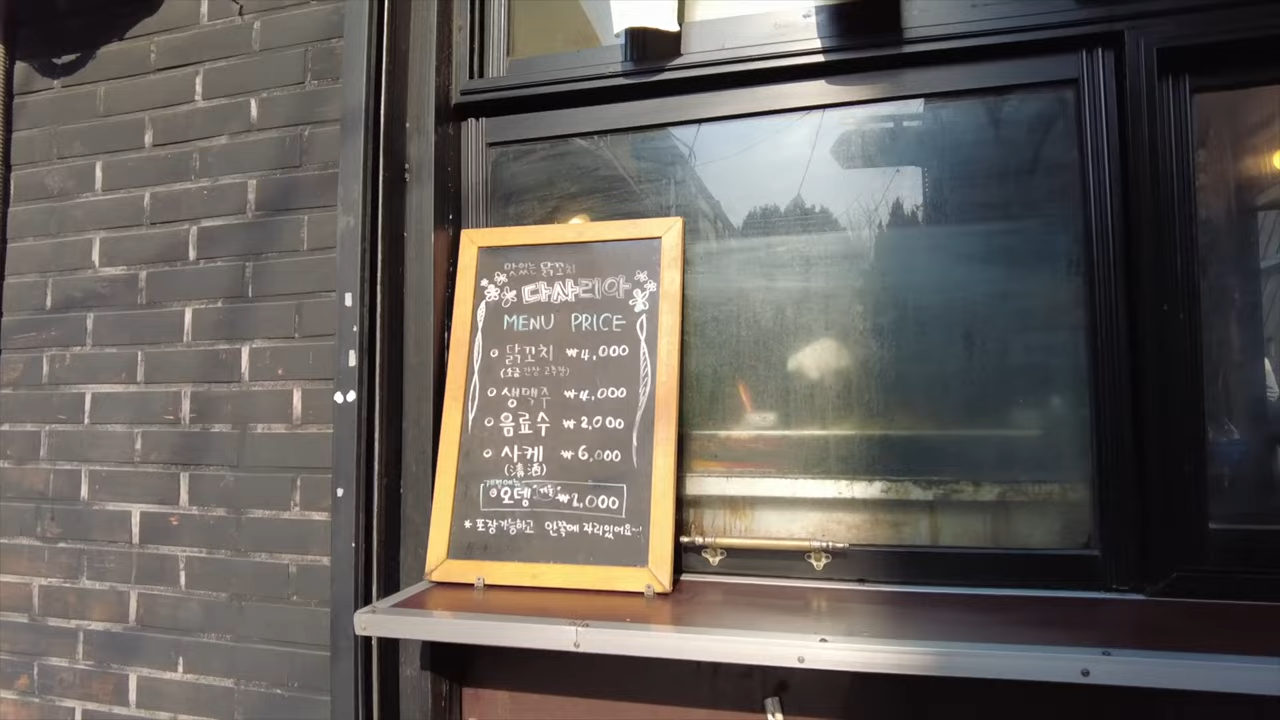 맛있는 닭꼬치
다사리아
MENU PRICE
닭꼬치 ₩4,000
(소금 간장 고추장)
생맥주 ₩4,000
음료수 ₩2,000
사케 ₩6,000
(清酒)
오뎅 ₩1,000
* 포장가능하고 안쪽에 자리있어요~!